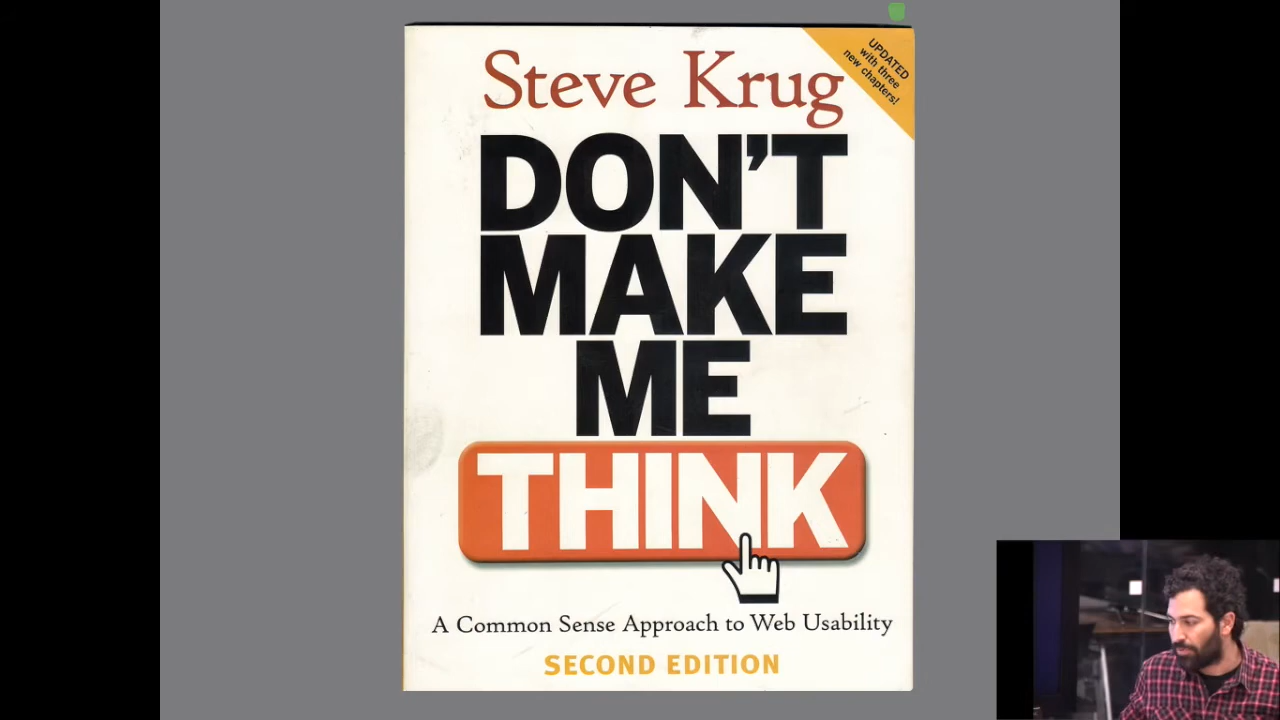 Steve Krug
UPDATED
with three
new chapters!
DON'T
MAKE
ME
THINK
A Common Sense Approach to Web Usability
SECOND EDITION